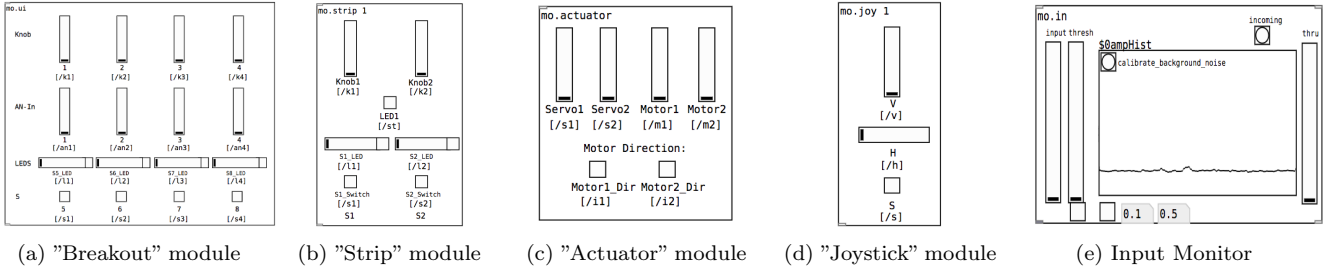 mo.ui
Knob
1 2 3 4
[/k1] [/k2] [/k3] [/k4]
AN-In
1 2 3 4
[/an1] [/an2] [/an3] [/an4]
LEDS
S5_LED S6_LED S7_LED S8_LED
[/l1] [/l2] [/l3] [/l4]
S
5 6 7 8
[/s1] [/s2] [/s3] [/s4]
(a) "Breakout" module
mo.strip 1
Knob1 Knob2
[/k1] [/k2]
LED1
[/st]
S1_LED S2_LED
[/l1] [/l2]
S1_Switch S2_Switch
[/s1] [/s2]
S1 S2
(b) "Strip" module
mo.actuator
Servo1 Servo2 Motor1 Motor2
[/s1] [/s2] [/m1] [/m2]
Motor Direction:
Motor1_Dir Motor2_Dir
[/i1] [/i2]
(c) "Actuator" module
mo.joy 1
V
[/v]
H
[/h]
S
[/s]
(d) "Joystick" module
mo.in
incoming
input thresh thru
$0ampHist
calibrate_background_noise
0.1 0.5
(e) Input Monitor